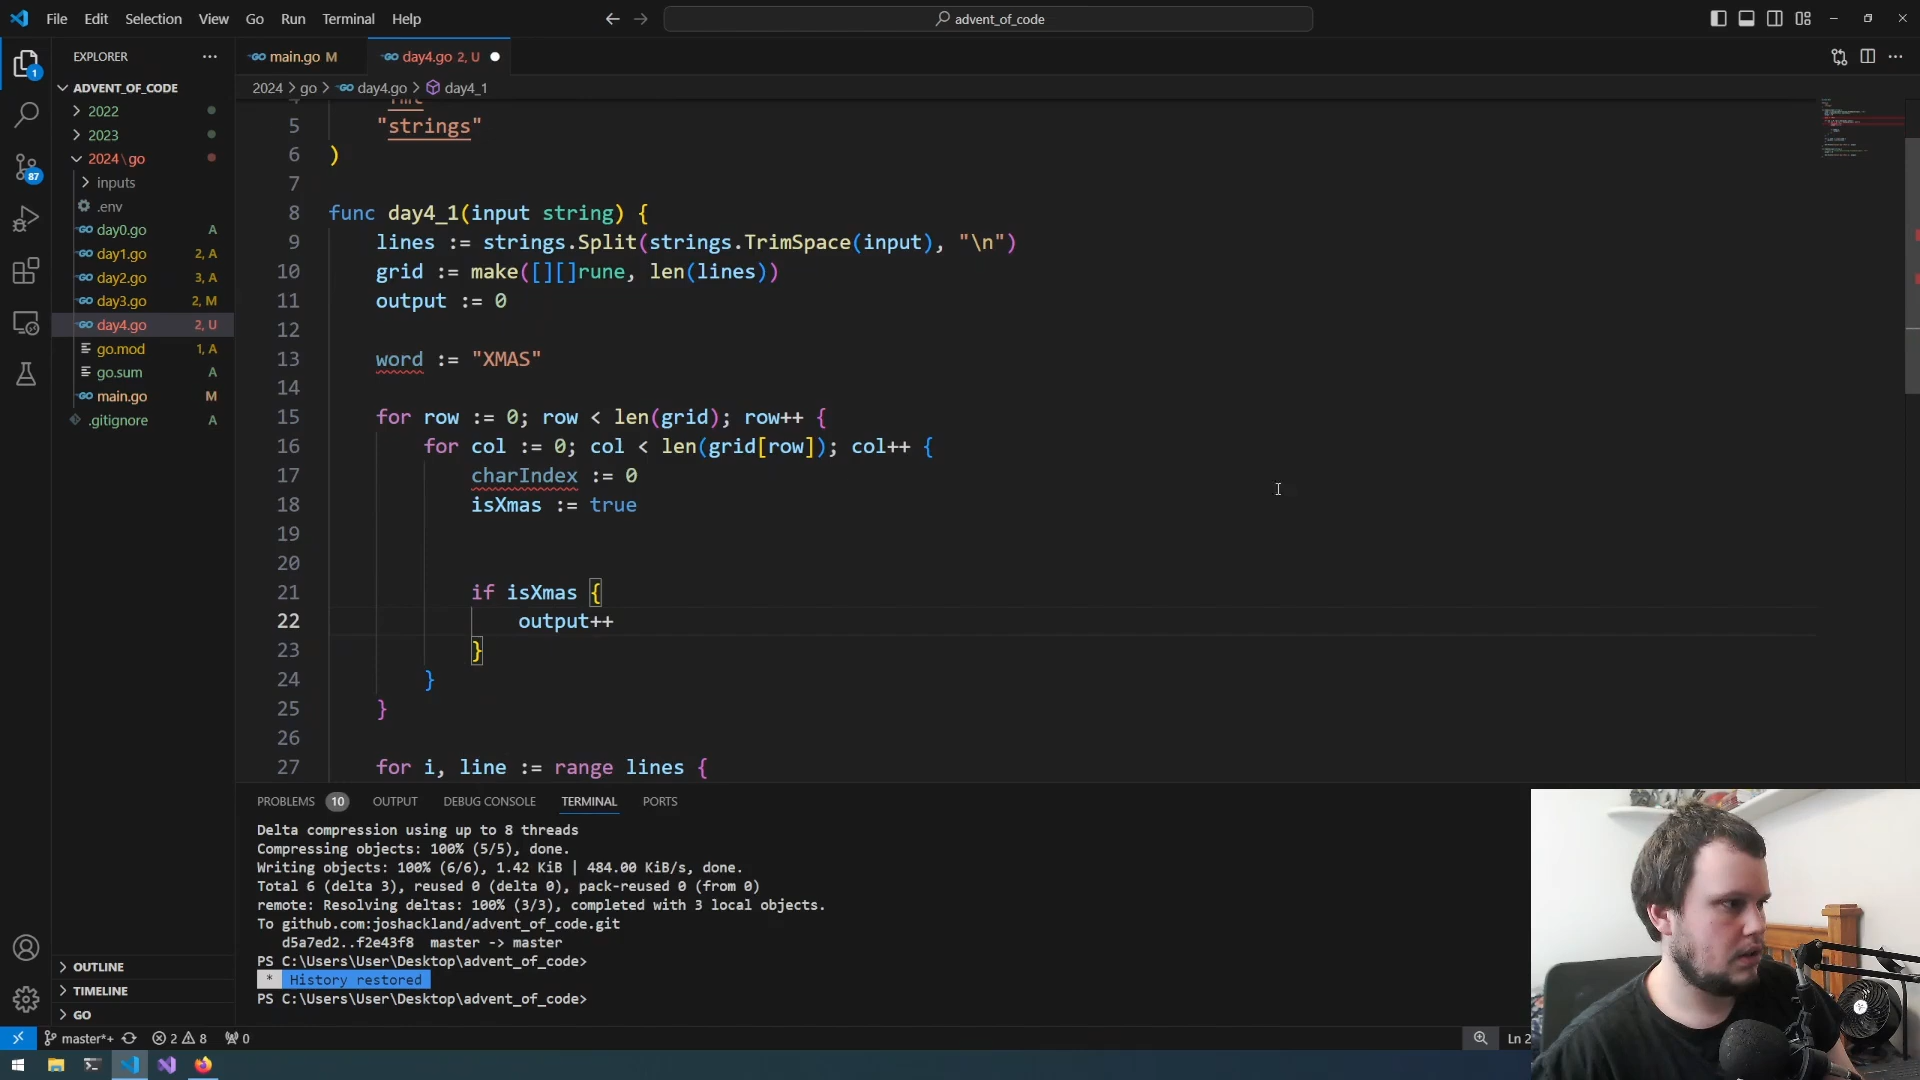 File Edit Selection View Go Run Terminal Help
advent_of_code
EXPLORER
ADVENT_OF_CODE
2022
2023
2024\go
inputs
.env
day0.go A
day1.go 2, A
day2.go 3, A
day3.go 2, M
day4.go 2, U
go.mod 1, A
go.sum A
main.go M
.gitignore A
OUTLINE
TIMELINE
GO
1
87
main.go M
day4.go 2, U
2024 > go > day4.go > day4_1
5 "strings"
6 )
7
8 func day4_1(input string) {
9 lines := strings.Split(strings.TrimSpace(input), "\n")
10 grid := make([][]rune, len(lines))
11 output := 0
12
13 word := "XMAS"
14
15 for row := 0; row < len(grid); row++ {
16 for col := 0; col < len(grid[row]); col++ {
17 charIndex := 0
18 isXmas := true
19
20
21 if isXmas {
22 output++
23 }
24 }
25 }
26
27 for i, line := range lines {
PROBLEMS 10 OUTPUT DEBUG CONSOLE TERMINAL PORTS
Delta compression using up to 8 threads
Compressing objects: 100% (5/5), done.
Writing objects: 100% (6/6), 1.42 KiB | 484.00 KiB/s, done.
Total 6 (delta 3), reused 0 (delta 0), pack-reused 0 (from 0)
remote: Resolving deltas: 100% (3/3), completed with 3 local objects.
To github.com:joshackland/advent_of_code.git
d5a7ed2..f2e43f8 master -> master
PS C:\Users\User\Desktop\advent_of_code>
* History restored
PS C:\Users\User\Desktop\advent_of_code>
master*+ 2 8 0
Ln 2